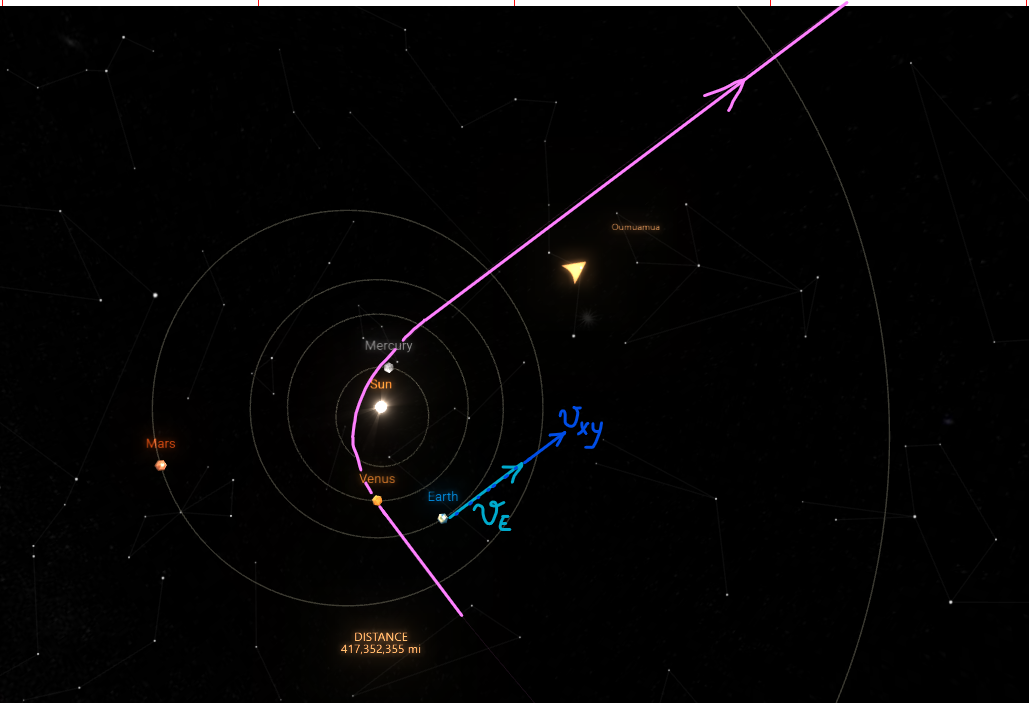 Oumuamua
Mercury
Sun
v_xy
Mars
Venus
Earth
v_E
DISTANCE
417,352,355 mi